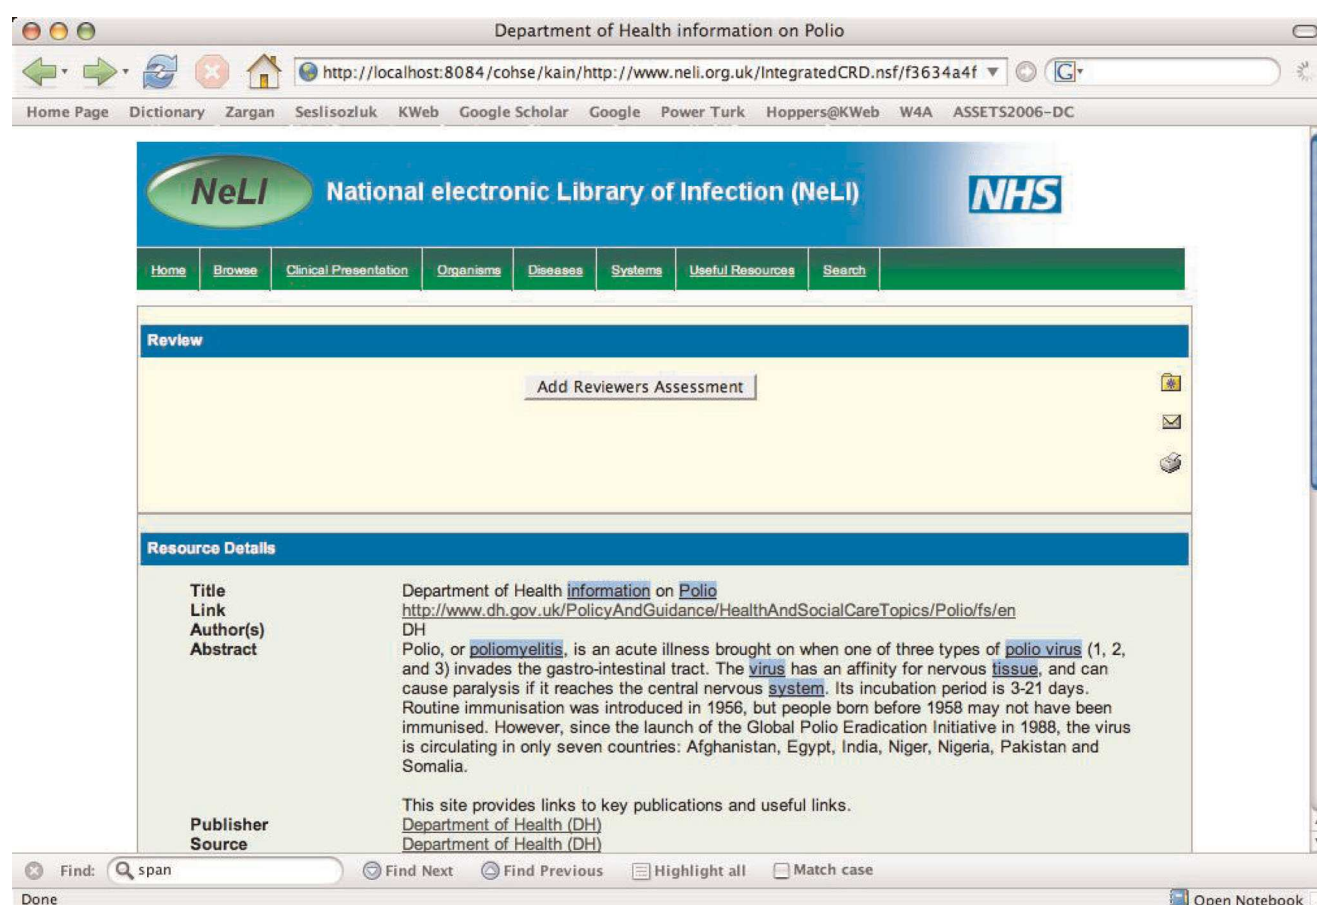 Department of Health information on Polio
http://localhost:8084/cohse/kain/http://www.neli.org.uk/IntegratedCRD.nsf/f3634a4f
G
Home Page Dictionary Zargan Seslisozluk KWeb Google Scholar Google Power Turk Hoppers@KWeb W4A ASSETS2006-DC
NeLI National electronic Library of Infection (NeLI) NHS
Home Browse Clinical Presentation Organisms Diseases Systems Useful Resources Search
Review
Add Reviewers Assessment
Resource Details
Title Department of Health information on Polio
Link http://www.dh.gov.uk/PolicyAndGuidance/HealthAndSocialCareTopics/Polio/fs/en
Author(s) DH
Abstract Polio, or poliomyelitis, is an acute illness brought on when one of three types of polio virus (1, 2,
and 3) invades the gastro-intestinal tract. The virus has an affinity for nervous tissue, and can
cause paralysis if it reaches the central nervous system. Its incubation period is 3-21 days.
Routine immunisation was introduced in 1956, but people born before 1958 may not have been
immunised. However, since the launch of the Global Polio Eradication Initiative in 1988, the virus
is circulating in only seven countries: Afghanistan, Egypt, India, Niger, Nigeria, Pakistan and
Somalia.
This site provides links to key publications and useful links.
Publisher Department of Health (DH)
Source Department of Health (DH)
Find: span Find Next Find Previous Highlight all Match case
Done Open Notebook